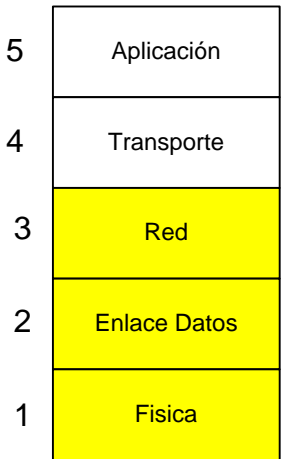 5 Aplicación
4 Transporte
3 Red
2 Enlace Datos
1 Fisica